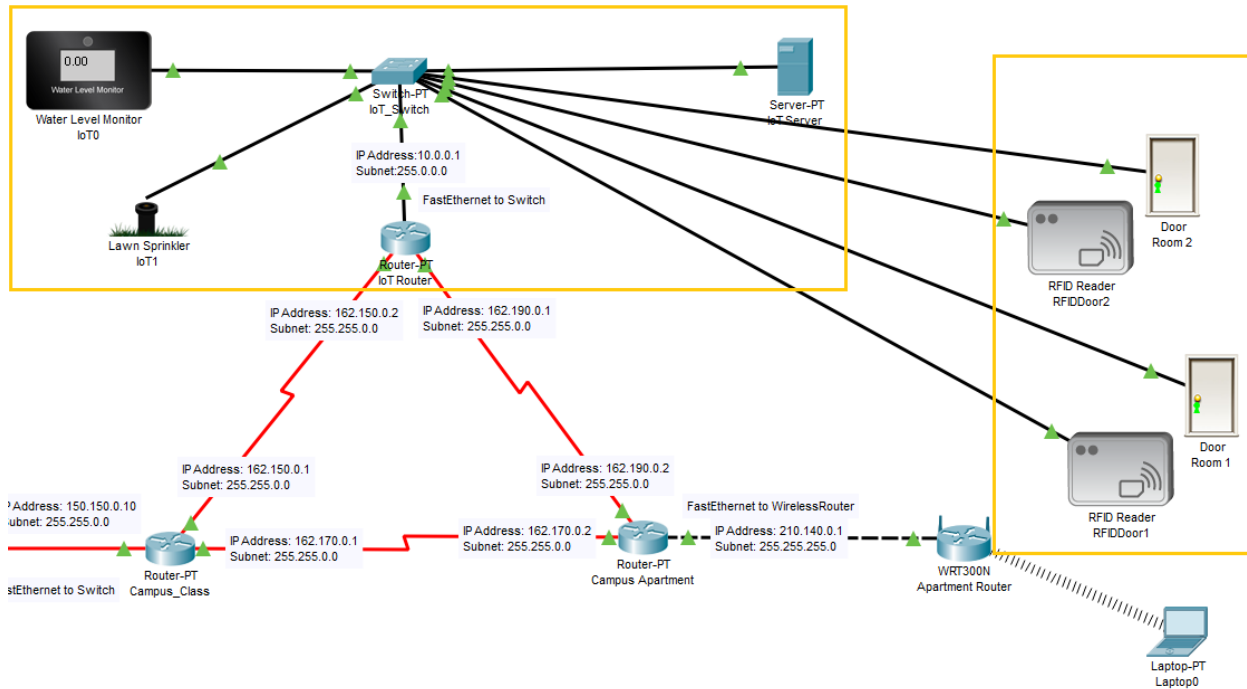 0.00
Water Level Monitor
Water Level Monitor
IoT0
Switch-PT
IoT_Switch
Server-PT
IoT Server
IP Address:10.0.0.1
Subnet:255.0.0.0
FastEthernet to Switch
Lawn Sprinkler
IoT1
Router-PT
IoT Router
Door
Room 2
RFID Reader
RFIDDoor2
IP Address: 162.150.0.2
Subnet: 255.255.0.0
IP Address: 162.190.0.1
Subnet: 255.255.0.0
Door
Room 1
RFID Reader
RFIDDoor1
IP Address: 162.150.0.1
Subnet: 255.255.0.0
IP Address: 162.190.0.2
Subnet: 255.255.0.0
P Address: 150.150.0.10
Subnet: 255.255.0.0
IP Address: 162.170.0.1
Subnet: 255.255.0.0
IP Address: 162.170.0.2
Subnet: 255.255.0.0
FastEthernet to WirelessRouter
IP Address: 210.140.0.1
Subnet: 255.255.255.0
Router-PT
Campus_Class
Router-PT
Campus Apartment
WRT300N
Apartment Router
stEthernet to Switch
Laptop-PT
Laptop0